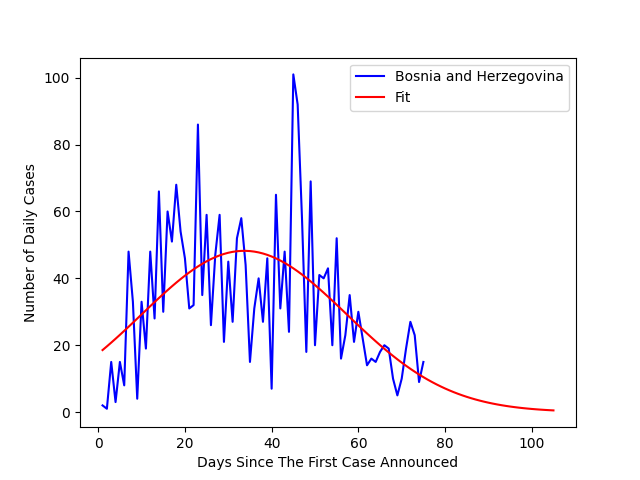 Bosnia and Herzegovina
Fit
Number of Daily Cases
100
80
60
40
20
0
0 20 40 60 80 100
Days Since The First Case Announced